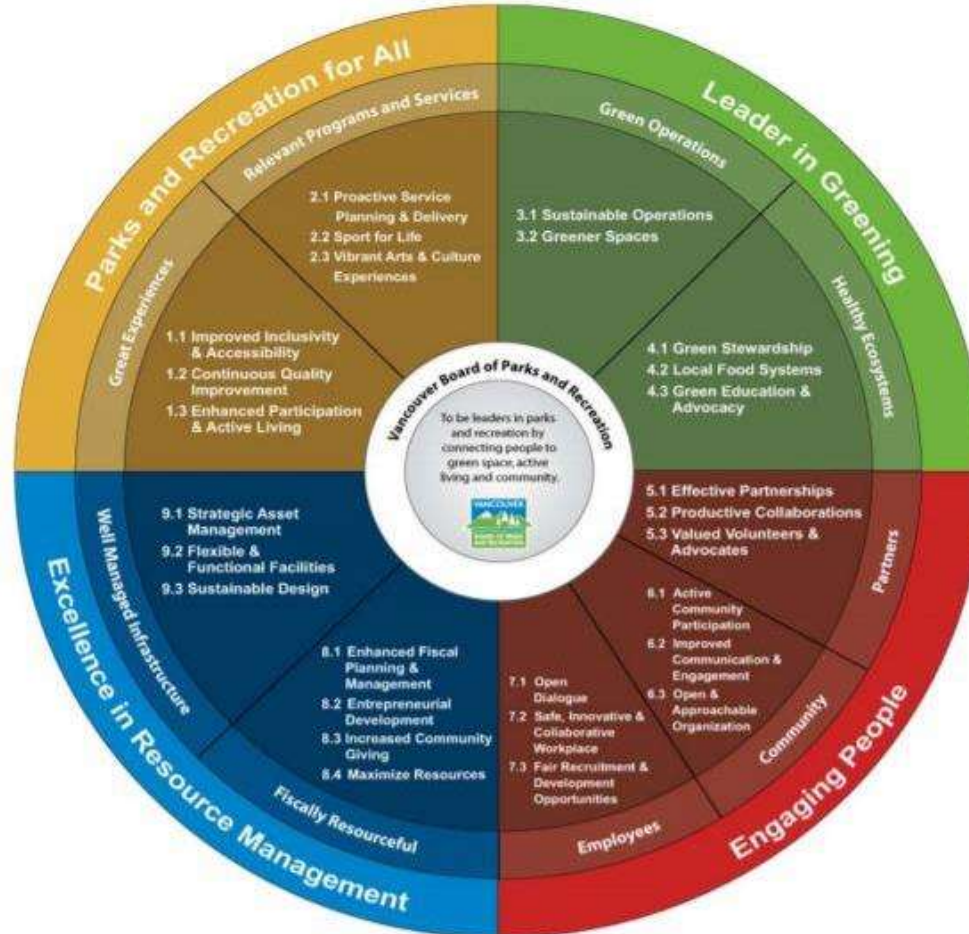 Parks and Recreation for All
Relevant Programs and Services
2.1 Proactive Service
Planning & Delivery
2.2 Sport for Life
2.3 Vibrant Arts & Culture
Experiences
Great Experiences
1.1 Improved Inclusivity
& Accessibility
1.2 Continuous Quality
Improvement
1.3 Enhanced Participation
& Active Living
Leader in Greening
Green Operations
3.1 Sustainable Operations
3.2 Greener Spaces
Healthy Ecosystems
4.1 Green Stewardship
4.2 Local Food Systems
4.3 Green Education &
Advocacy
Vancouver Board of Parks and Recreation
To be leaders in parks
and recreation by
connecting people to
green space, active
living and community.
VANCOUVER
BOARD OF PARKS
AND RECREATION
Engaging People
Partners
5.1 Effective Partnerships
5.2 Productive Collaborations
5.3 Valued Volunteers &
Advocates
Community
6.1 Active
Community
Participation
6.2 Improved
Communication &
Engagement
6.3 Open &
Approachable
Organization
Employees
7.1 Open
Dialogue
7.2 Safe, Innovative &
Collaborative
Workplace
7.3 Fair Recruitment &
Development
Opportunities
Excellence in Resource Management
Fiscally Resourceful
8.1 Enhanced Fiscal
Planning &
Management
8.2 Entrepreneurial
Development
8.3 Increased Community
Giving
8.4 Maximize Resources
Well Managed Infrastructure
9.1 Strategic Asset
Management
9.2 Flexible &
Functional Facilities
9.3 Sustainable Design